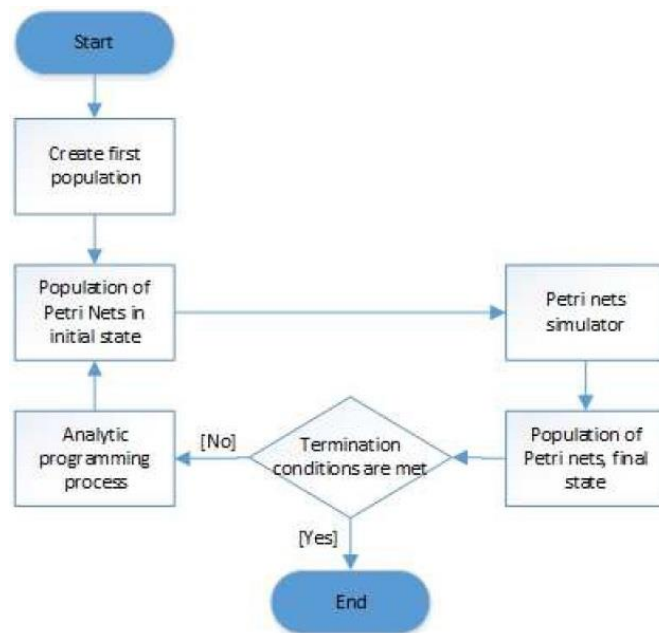 Start
Create first
population
Population of
Petri Nets in
initial state
Petri nets
simulator
Analytic
programming
process
[No]
Termination
conditions are met
Population of
Petri nets, final
state
[Yes]
End